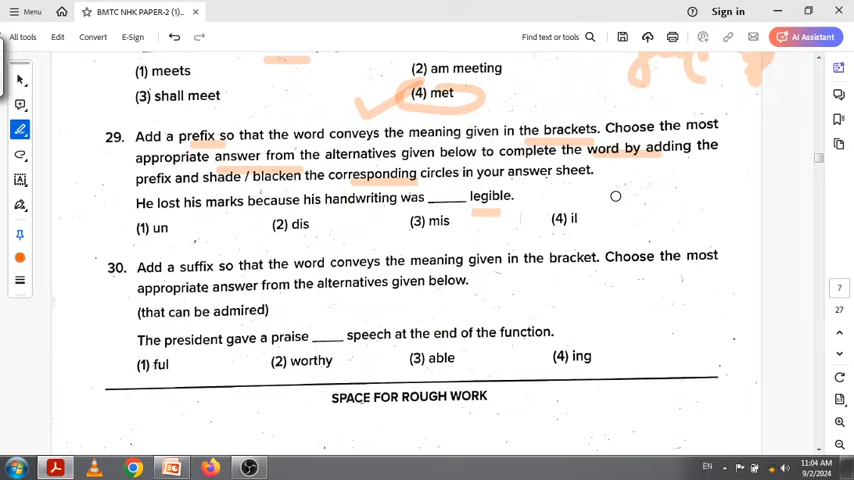 Menu
BMTC NHK PAPER-2 (1)...
Sign in
All tools Edit Convert E-Sign
Find text or tools
AI Assistant
(1) meets (2) am meeting
(3) shall meet (4) met
29. Add a prefix so that the word conveys the meaning given in the brackets. Choose the most
appropriate answer from the alternatives given below to complete the word by adding the
prefix and shade / blacken the corresponding circles in your answer sheet.
He lost his marks because his handwriting was _____ legible.
(1) un (2) dis (3) mis (4) il
30. Add a suffix so that the word conveys the meaning given in the bracket. Choose the most
appropriate answer from the alternatives given below.
(that can be admired)
The president gave a praise ____ speech at the end of the function.
(1) ful (2) worthy (3) able (4) ing
SPACE FOR ROUGH WORK
7
27
EN
11:04 AM
9/2/2024